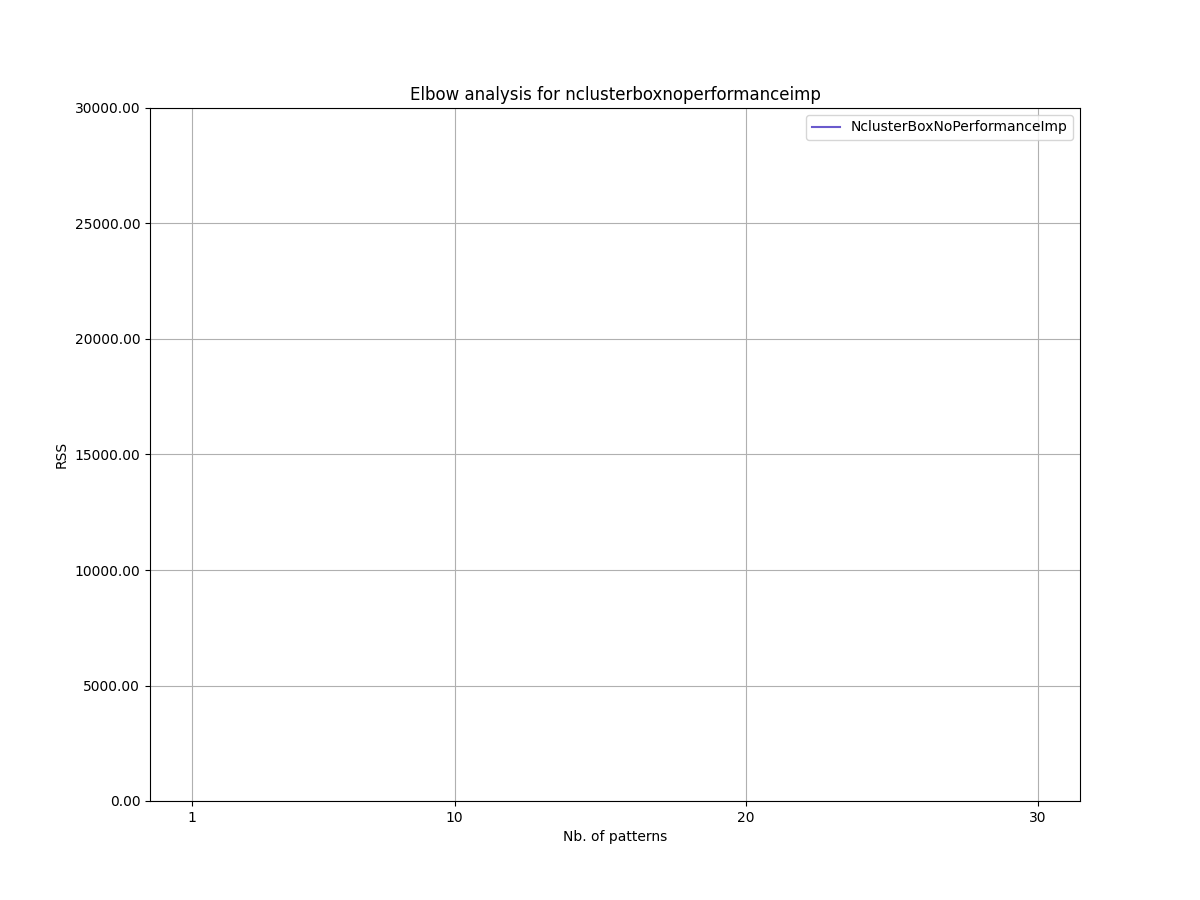 Elbow analysis for nclusterboxnoperformanceimp
NclusterBoxNoPerformanceImp
30000.00
25000.00
20000.00
15000.00
10000.00
5000.00
0.00
RSS
1 10 20 30
Nb. of patterns